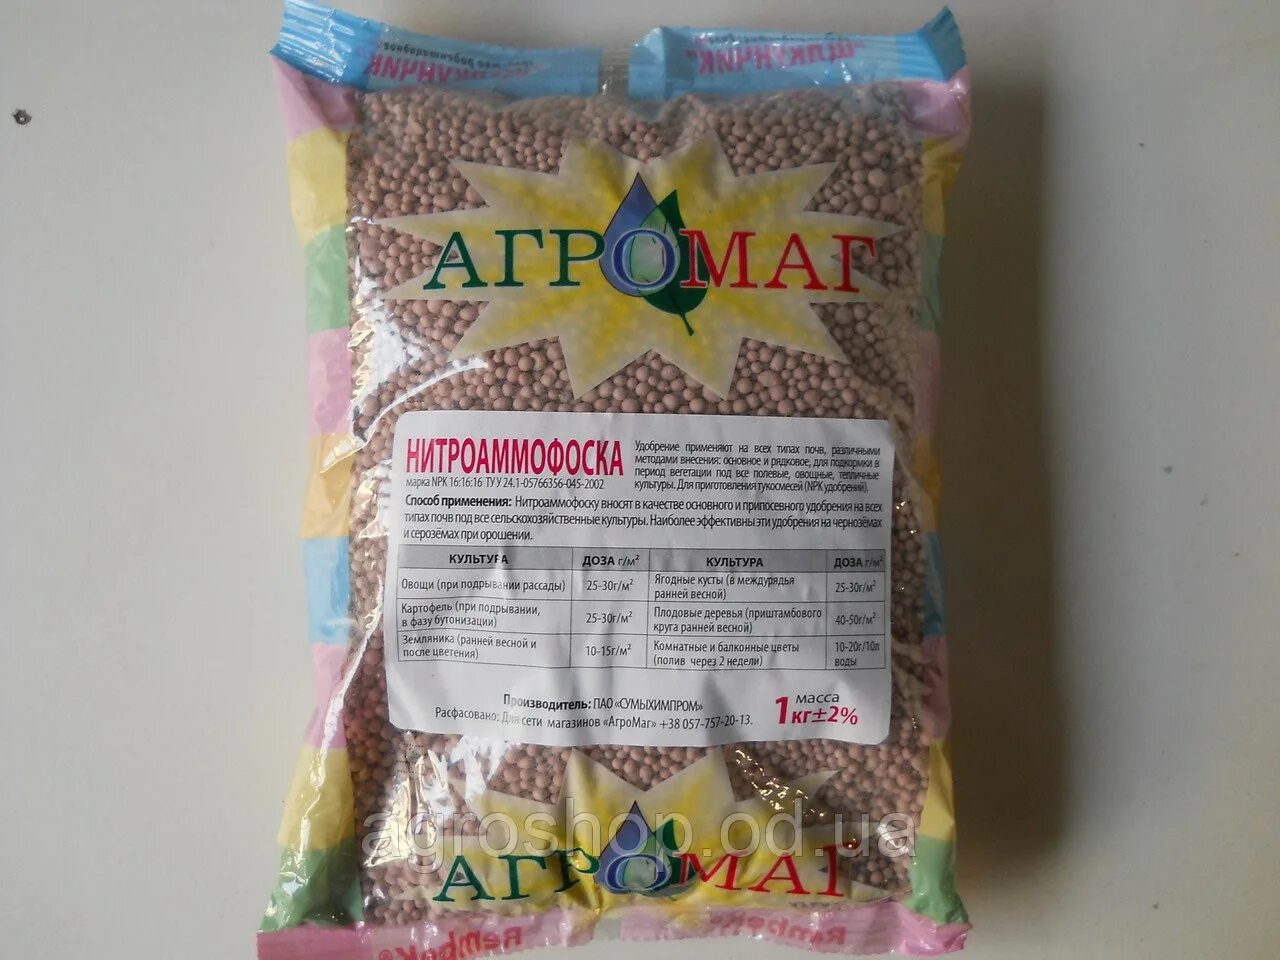 ЩЕЛКУНЧИК®
ЩЕЛКУНЧИК®
АГРОМАГ
НИТРОАММОФОСКА
марка NPK 16:16:16 ТУ У 24.1-05766356-045-2002
Удобрение применяют на всех типах почв, различными
методами внесения: основное и рядковое, для подкормки в
период вегетации под все полевые, овощные, тепличные
культуры. Для приготовления тукосмесей (NPK удобрений).
Способ применения: Нитроаммофоску вносят в качестве основного и припосевного удобрения на всех
типах почв под все сельскохозяйственные культуры. Наиболее эффективны эти удобрения на чернозёмах
и серозёмах при орошении.
КУЛЬТУРА ДОЗА г/м² КУЛЬТУРА ДОЗА г/м²
Овощи (при подрывании рассады) 25-30г/м² Ягодные кусты (в междурядья
ранней весной) 25-30г/м²
Картофель (при подрывании,
в фазу бутонизации) 25-30г/м² Плодовые деревья (приштамбового
круга ранней весной) 40-50г/м²
Земляника (ранней весной и
после цветения) 10-15г/м² Комнатные и балконные цветы
(полив через 2 недели) 10-20г/10л
воды
Производитель: ПАО «СУМЫХИМПРОМ»
Расфасовано: Для сети магазинов «АгроМаг» +38 057-757-20-13.
масса
1кг±2%
agroshop.od.ua
АГРОМАГ
Rembek®
Rembek
Rembek